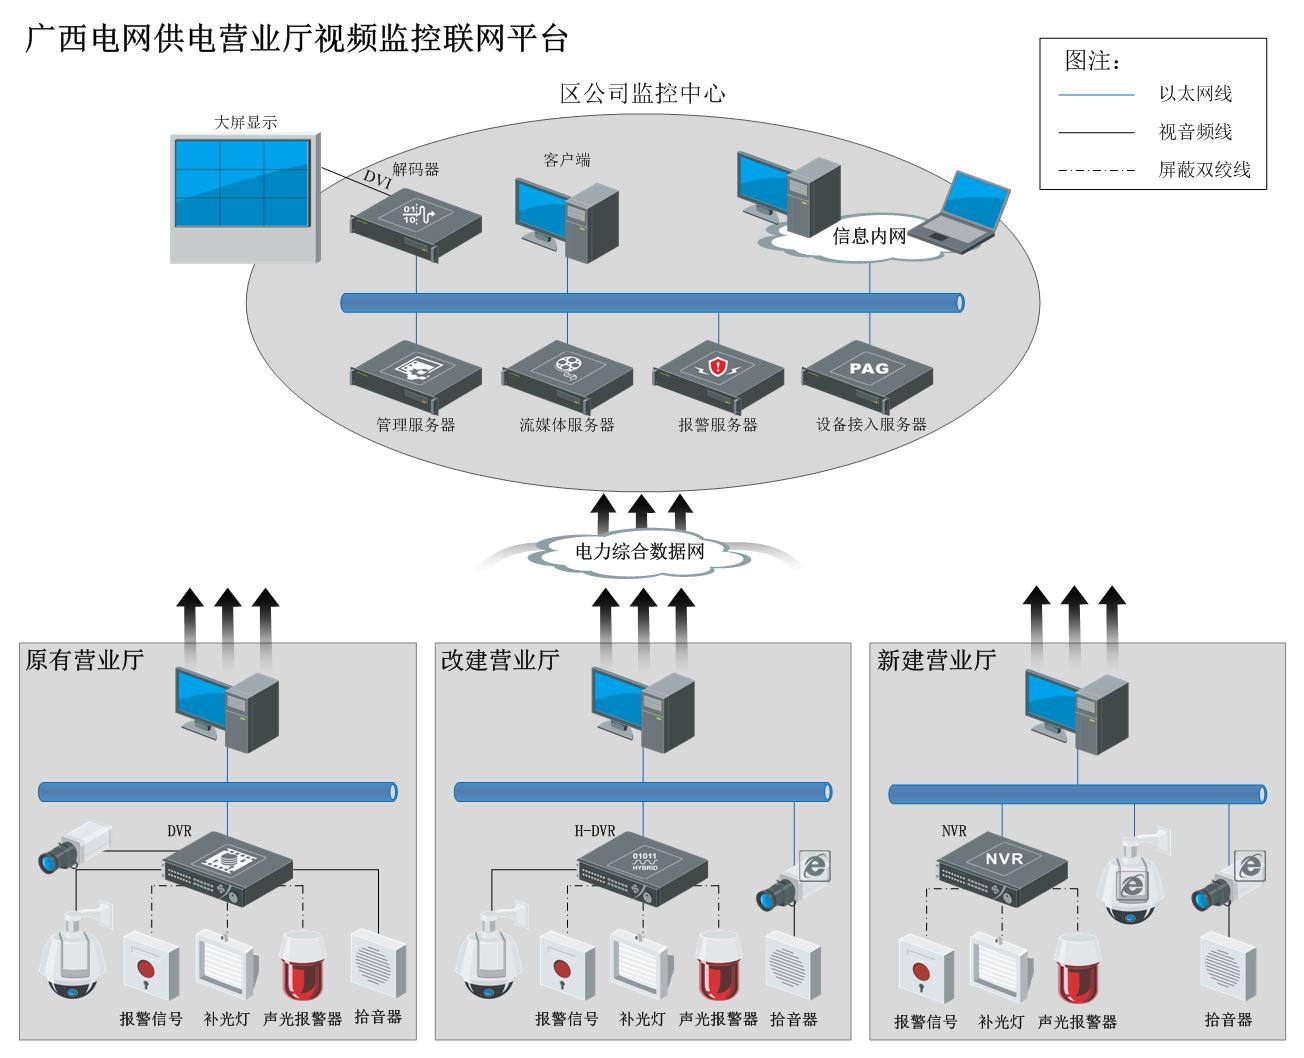 广西电网供电营业厅视频监控联网平台
图注：
以太网线
视音频线
屏蔽双绞线
区公司监控中心
大屏显示
DVI
解码器
01
10
客户端
信息内网
PAG
管理服务器
流媒体服务器
报警服务器
设备接入服务器
电力综合数据网
原有营业厅
DVR
报警信号
补光灯
声光报警器
拾音器
改建营业厅
H-DVR
01011
HYBRID
报警信号
补光灯
声光报警器
拾音器
新建营业厅
NVR
NVR
报警信号
补光灯
声光报警器
拾音器